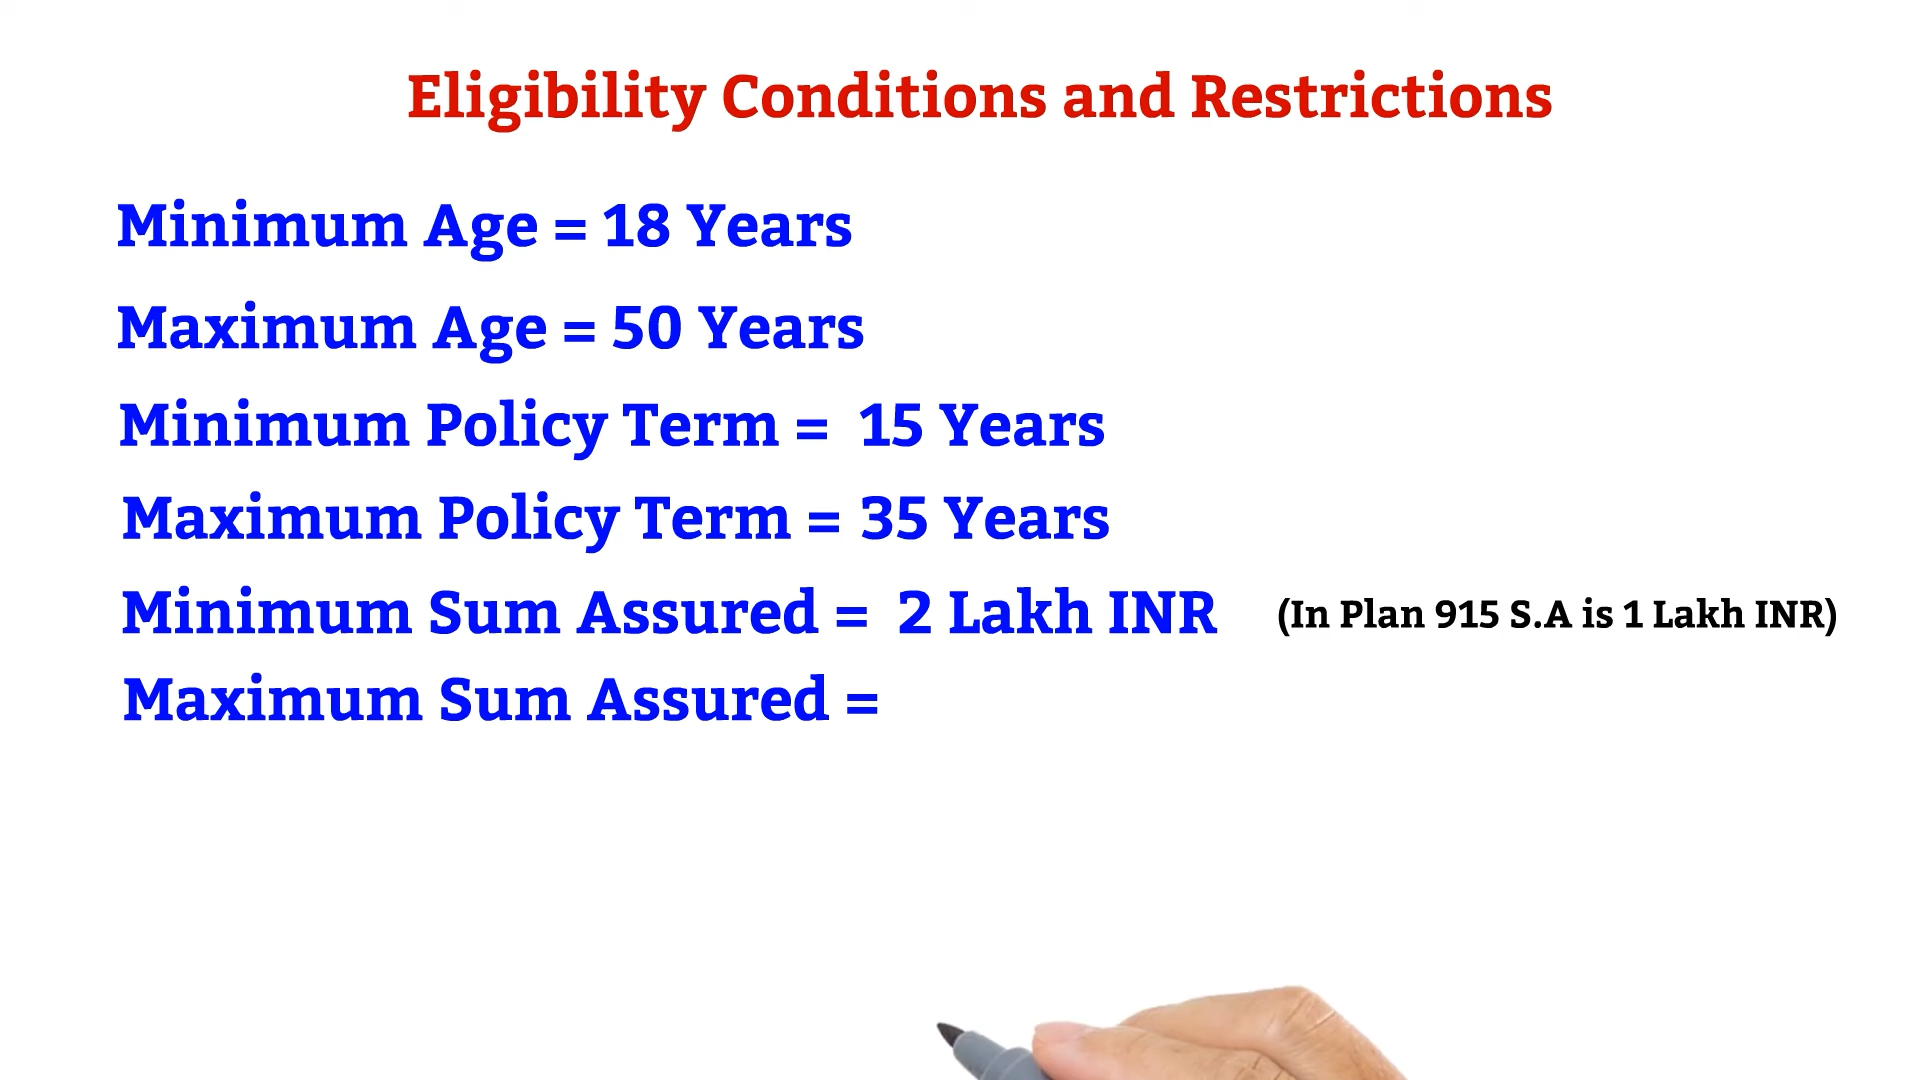 Eligibility Conditions and Restrictions
Minimum Age = 18 Years
Maximum Age = 50 Years
Minimum Policy Term = 15 Years
Maximum Policy Term = 35 Years
Minimum Sum Assured = 2 Lakh INR (In Plan 915 S.A is 1 Lakh INR)
Maximum Sum Assured =